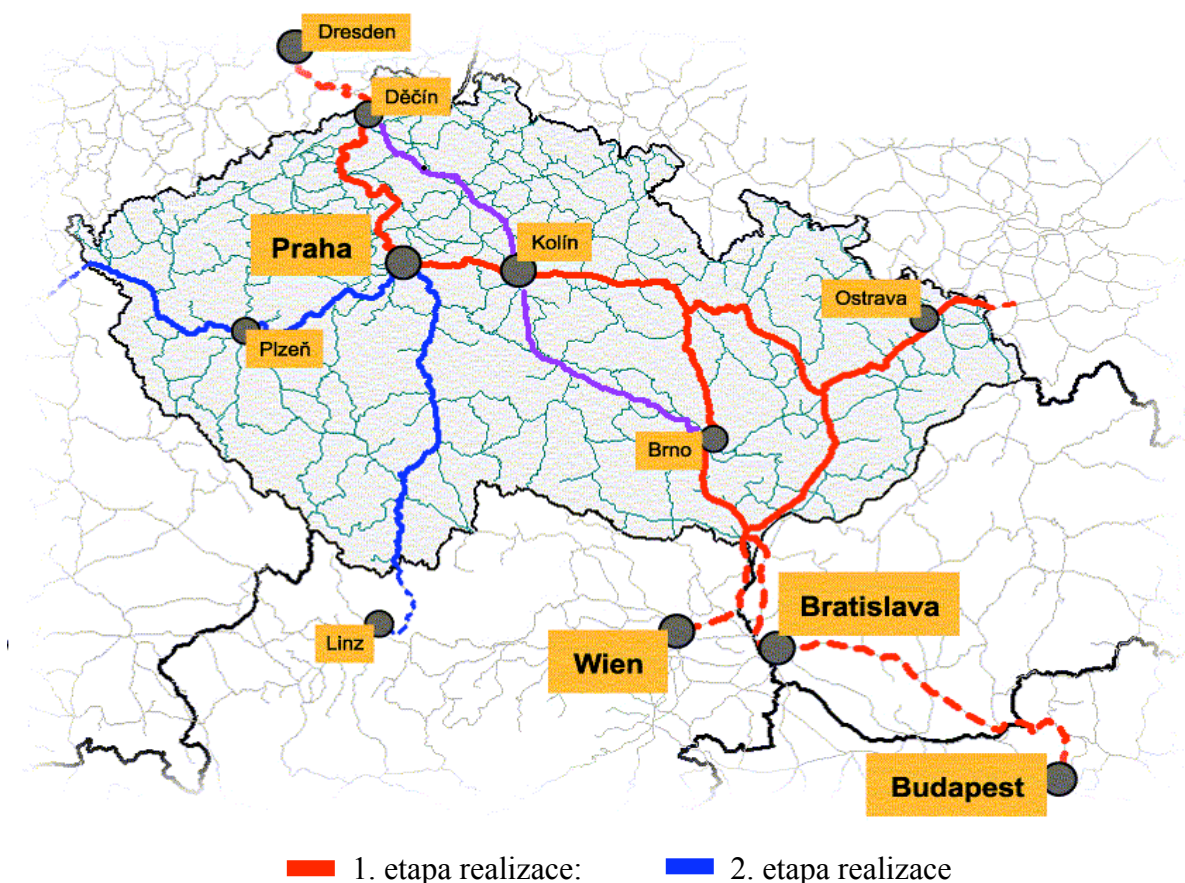 Dresden
Děčín
Praha
Kolín
Ostrava
Plzeň
Brno
Linz
Wien
Bratislava
Budapest
1. etapa realizace:
2. etapa realizace